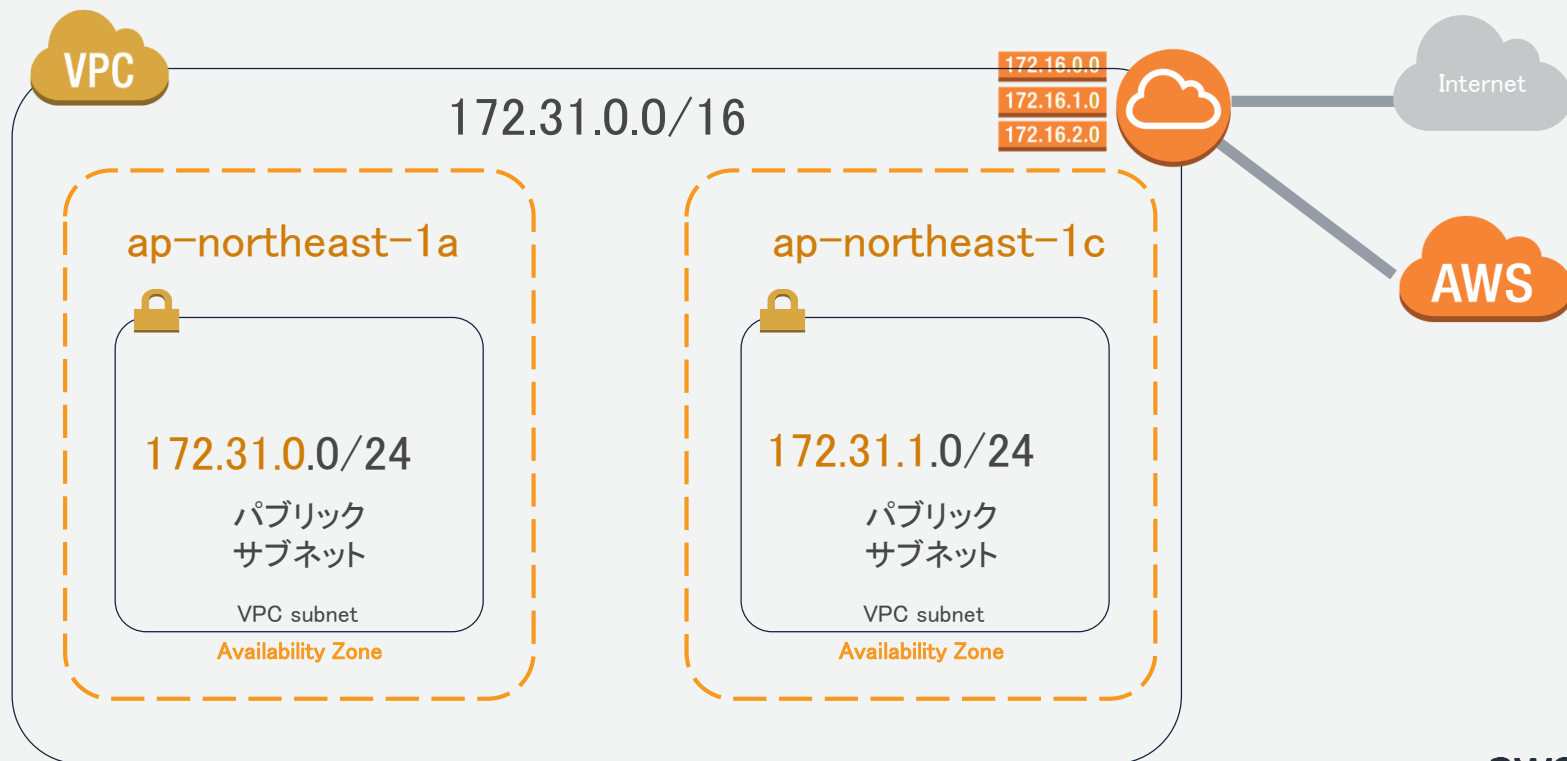 VPC
172.31.0.0/16
172.16.0.0
172.16.1.0
172.16.2.0
Internet
AWS
ap-northeast-1a
172.31.0.0/24
パブリック
サブネット
VPC subnet
Availability Zone
ap-northeast-1c
172.31.1.0/24
パブリック
サブネット
VPC subnet
Availability Zone